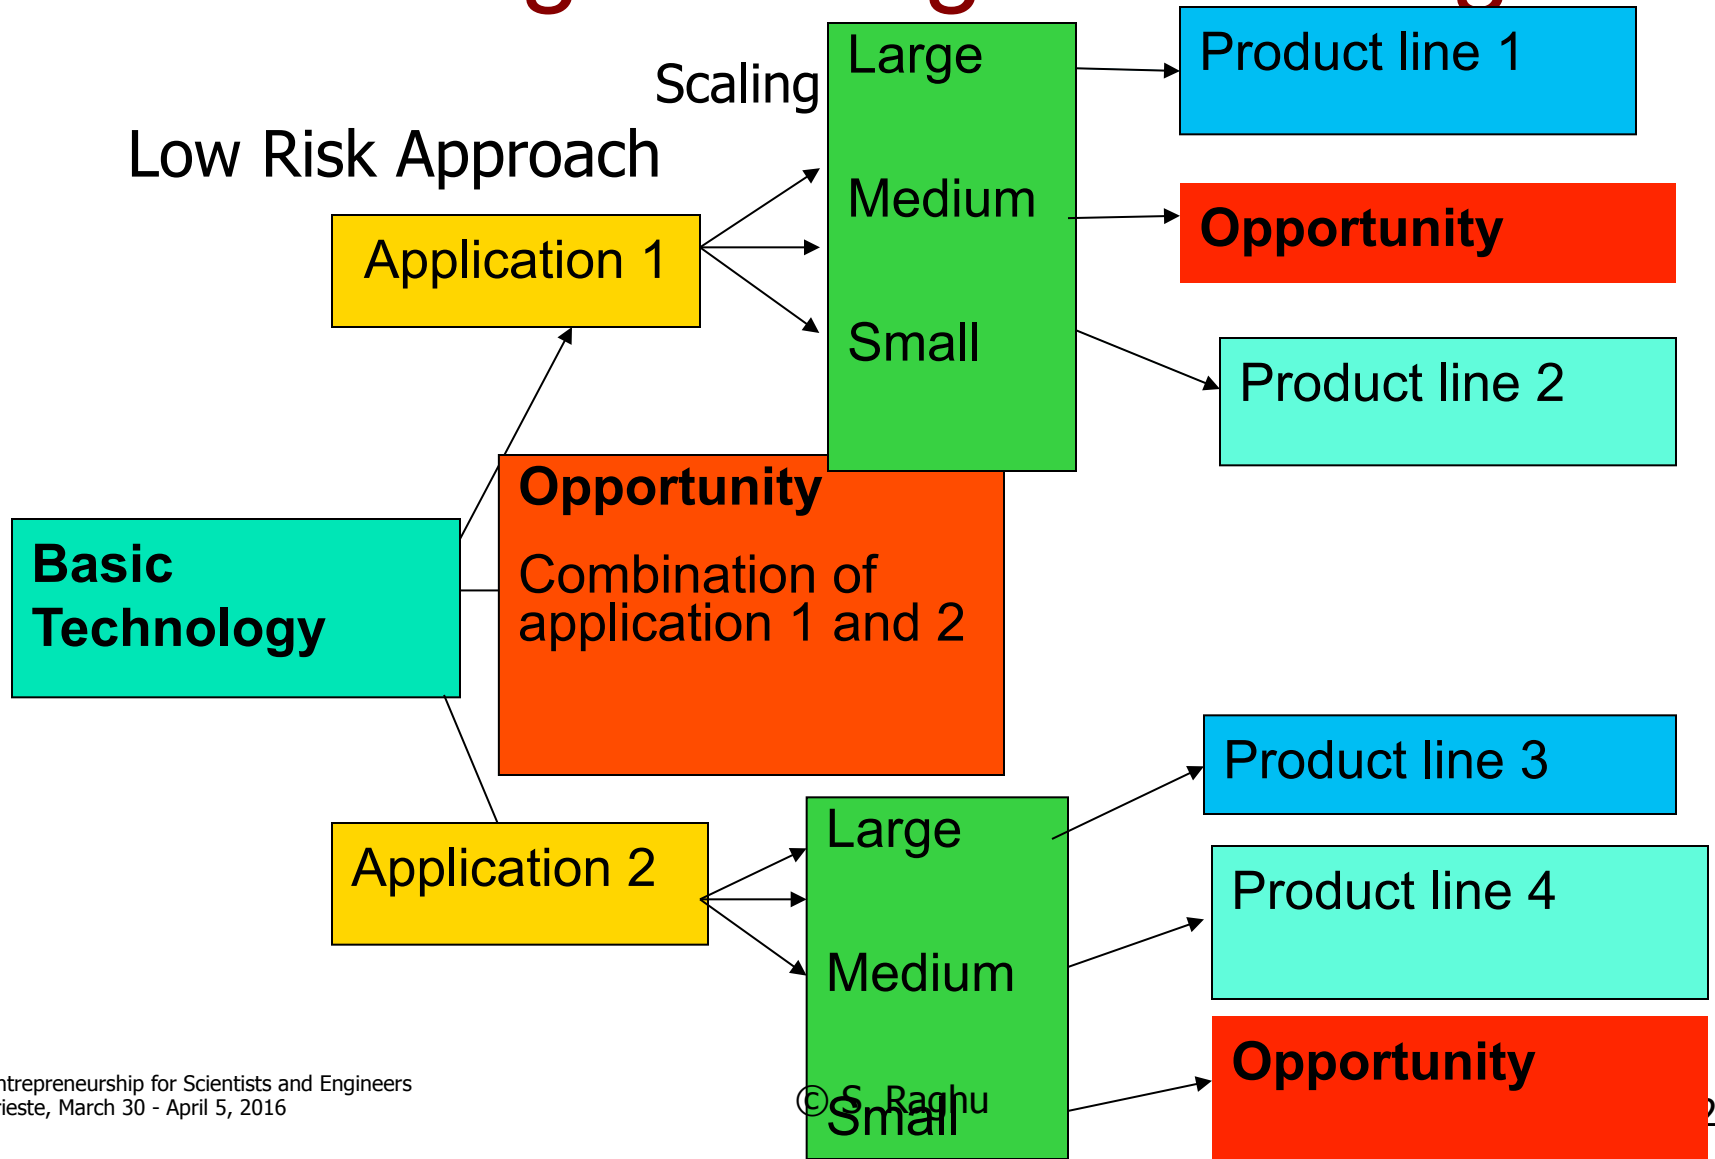 Scaling
Low Risk Approach
Large
Medium
Small
Product line 1
Opportunity
Product line 2
Application 1
Opportunity
Combination of
application 1 and 2
Basic
Technology
Application 2
Large
Medium
Small
Product line 3
Product line 4
Opportunity
ntrepreneurship for Scientists and Engineers
rieste, March 30 - April 5, 2016
© S. Raghu
2